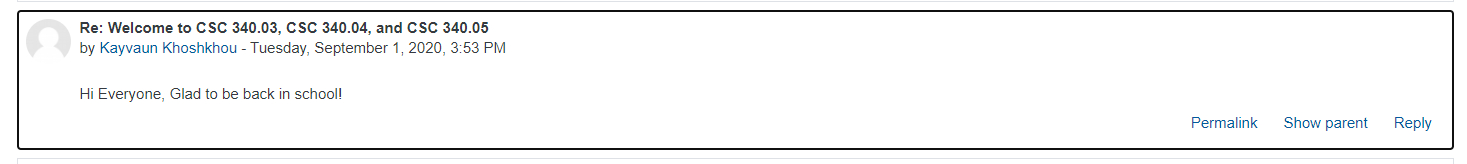 Re: Welcome to CSC 340.03, CSC 340.04, and CSC 340.05
by Kayvaun Khoshkhou - Tuesday, September 1, 2020, 3:53 PM
Hi Everyone, Glad to be back in school!
Permalink Show parent Reply